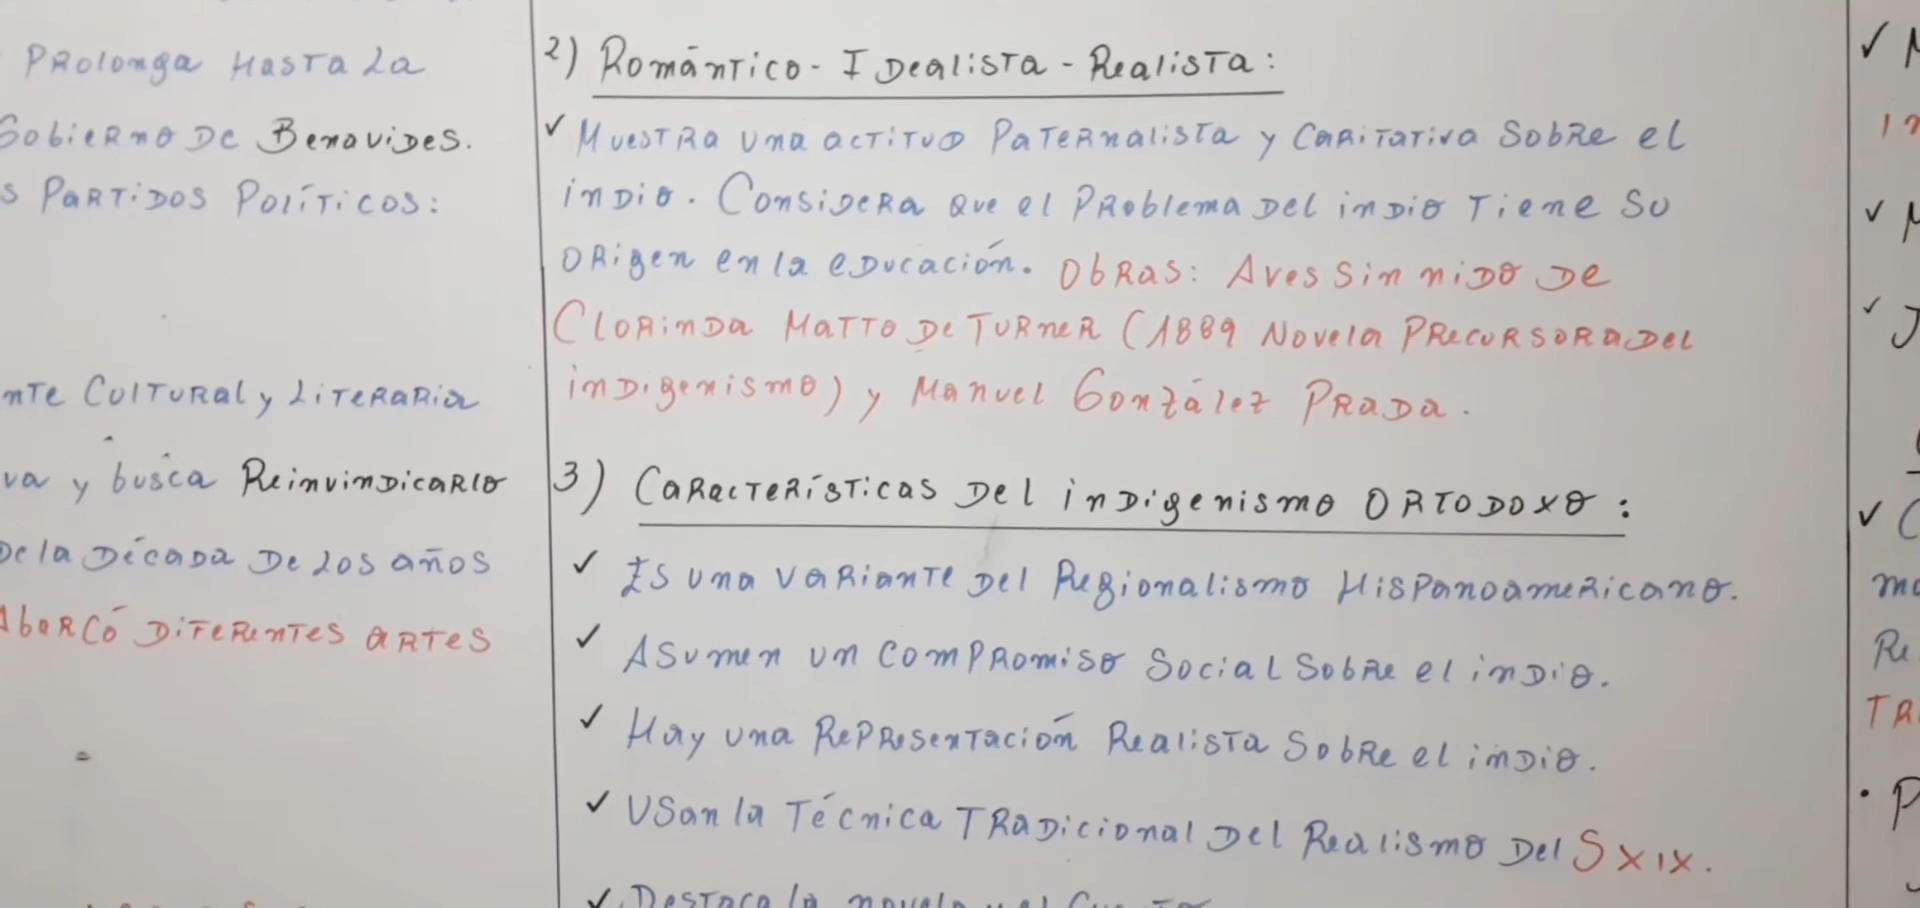 Prolonga hasta la
Gobierno de Benavides.
s Partidos Políticos:
nte Cultural y Literaria
va y busca Reinvindicarlo
de la Década de los años
Abarcó diferentes artes
2) Romántico - Idealista - Realista:
✓ Muestra una actitud Paternalista y Caritativa sobre el
indio. Considera que el Problema del indio tiene su
origen en la educación. Obras: Aves sin nido de
Clorinda Matto de Turner (1889 Novela Precursora del
indigenismo) y Manuel González Prada.
3) Características del indigenismo ortodoxo:
✓ Es una variante del Regionalismo Hispanoamericano.
✓ Asumen un compromiso Social sobre el indio.
✓ Hay una Representación Realista sobre el indio.
✓ Usan la técnica tradicional del Realismo del S XIX.
✓ Destaca la novela y el